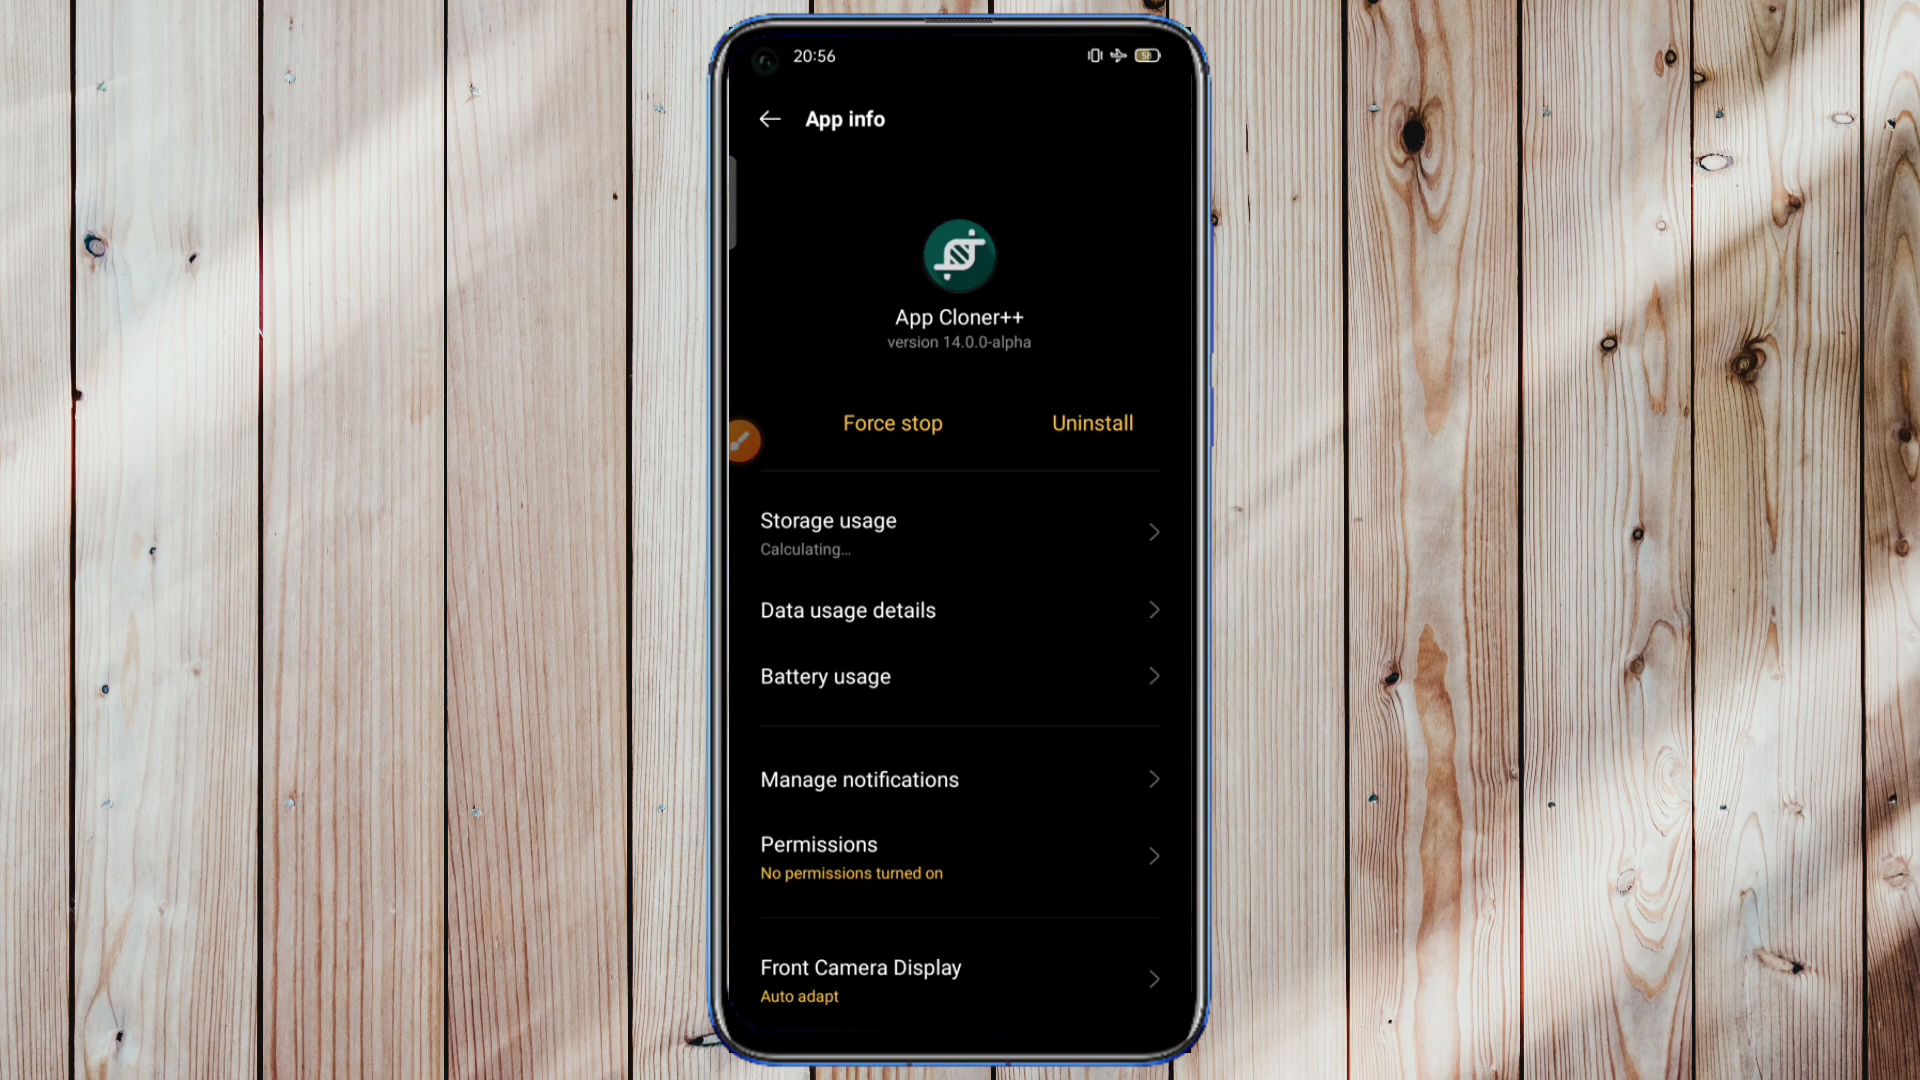 20:56
58
App info
App Cloner++
version 14.0.0-alpha
Force stop
Uninstall
Storage usage
Calculating...
Data usage details
Battery usage
Manage notifications
Permissions
No permissions turned on
Front Camera Display
Auto adapt